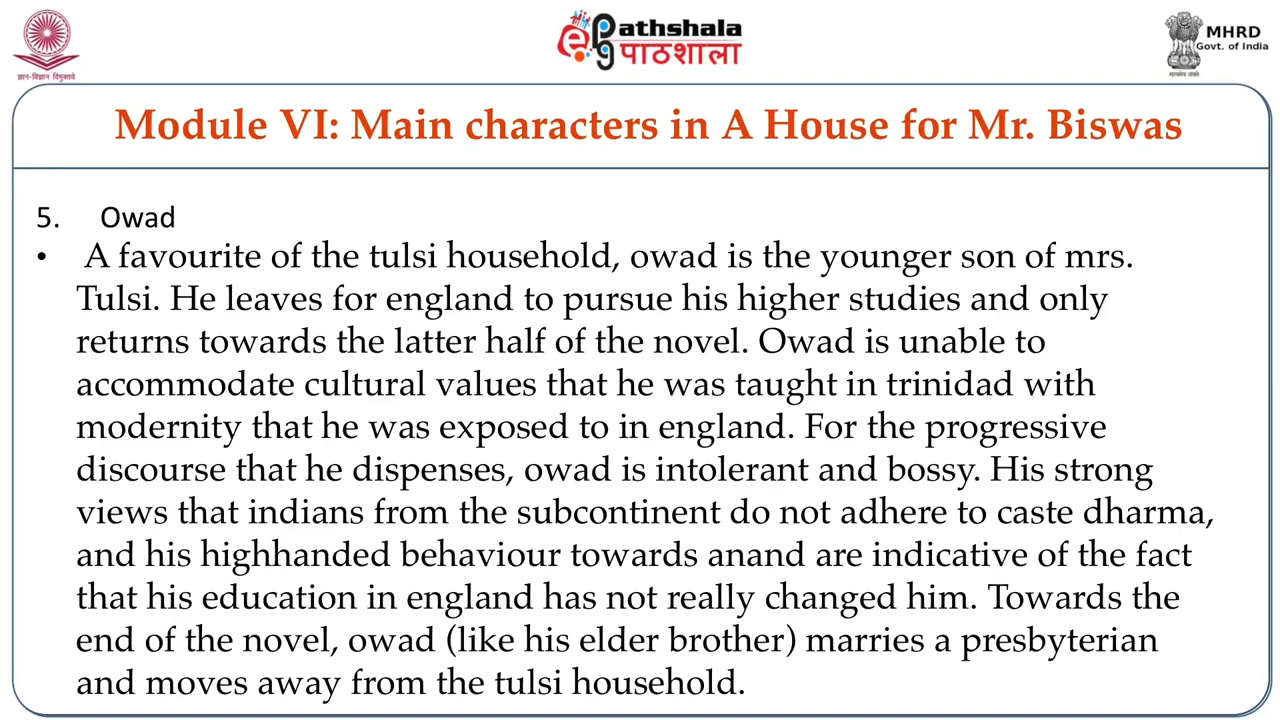 ज्ञान-विज्ञान विमुक्तये
ePG Pathshala
पाठशाला
MHRD
Govt. of India
सत्यमेव जयते
Module VI: Main characters in A House for Mr. Biswas
5. Owad
• A favourite of the tulsi household, owad is the younger son of mrs.
Tulsi. He leaves for england to pursue his higher studies and only
returns towards the latter half of the novel. Owad is unable to
accommodate cultural values that he was taught in trinidad with
modernity that he was exposed to in england. For the progressive
discourse that he dispenses, owad is intolerant and bossy. His strong
views that indians from the subcontinent do not adhere to caste dharma,
and his highhanded behaviour towards anand are indicative of the fact
that his education in england has not really changed him. Towards the
end of the novel, owad (like his elder brother) marries a presbyterian
and moves away from the tulsi household.